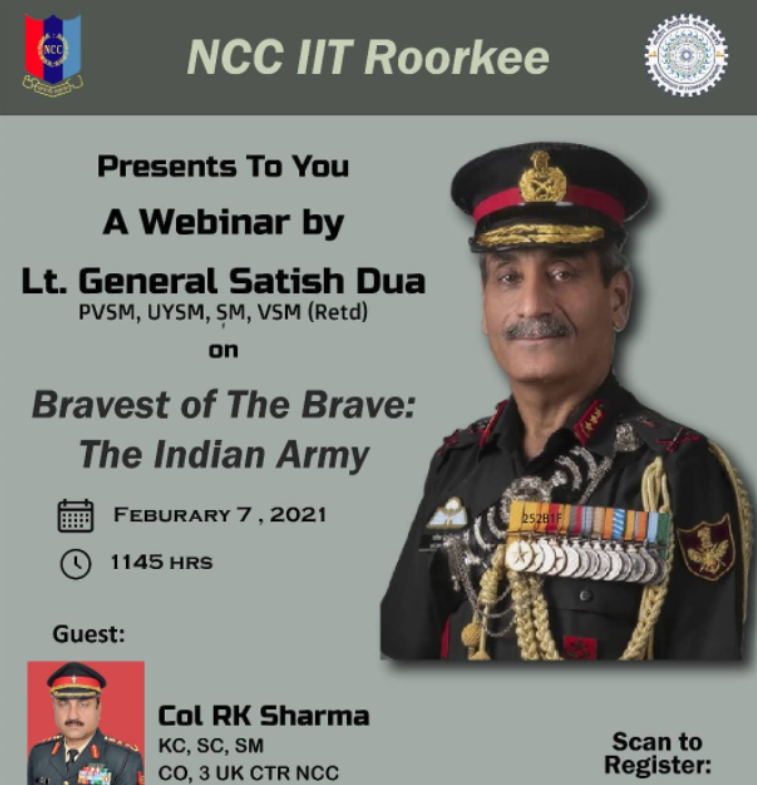 NCC IIT Roorkee
NCC
Presents To You
A Webinar by
Lt. General Satish Dua
PVSM, UYSM, SM, VSM (Retd)
on
Bravest of The Brave:
The Indian Army
FEBURARY 7 , 2021
1145 HRS
252B1F
Guest:
Col RK Sharma
KC, SC, SM
CO, 3 UK CTR NCC
Scan to
Register: